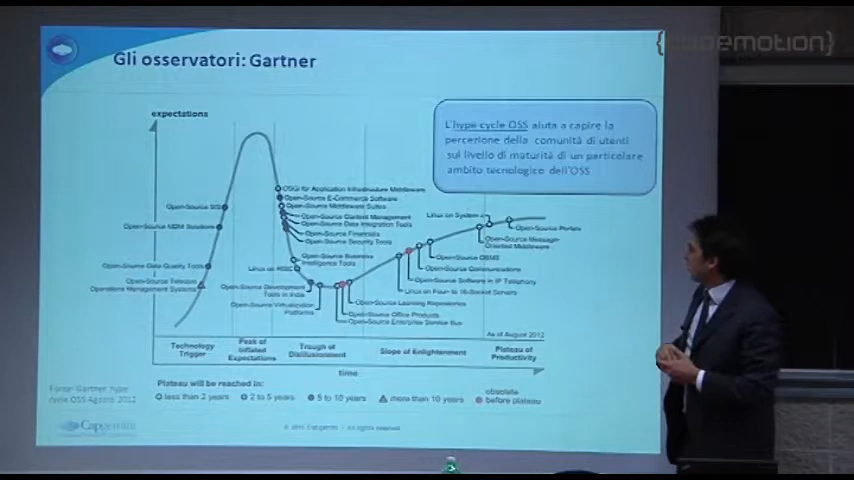 {codemotion}
Gli osservatori: Gartner
expectations
L'hype cycle OSS aiuta a capire la
percezione della comunità di utenti
sul livello di maturità di un particolare
ambito tecnologico dell'OSS
OSGi for Application Infrastructure Middleware
Open-Source E-Commerce Software
Open-Source Middleware Suites
Open-Source Content Management
Open-Source Data Integration Tools
Open-Source Financials
Open-Source Security Tools
Open-Source SIS
Open-Source MDM Solutions
Open-Source Data Quality Tools
Open-Source Telecom
Operations Management Systems
Open-Source Business
Intelligence Tools
Linux on RISC
Open-Source Development
Tools in India
Open-Source Virtualization
Platforms
Linux on System
Open-Source Portals
Open-Source Message-
Oriented Middleware
Open-Source DBMS
Open-Source Communications
Open-Source Software in IP Telephony
Linux on Four- to 16-Socket Servers
Open-Source Learning Repositories
Open-Source Office Products
Open-Source Enterprise Service Bus
As of August 2012
Technology
Trigger
Peak of
Inflated
Expectations
Trough of
Disillusionment
Slope of Enlightenment
Plateau of
Productivity
time
Plateau will be reached in:
less than 2 years
2 to 5 years
5 to 10 years
more than 10 years
obsolete
before plateau
Fonte: Gartner hype
cycle OSS Agosto 2012
Capgemini
© 2012 Capgemini - All rights reserved